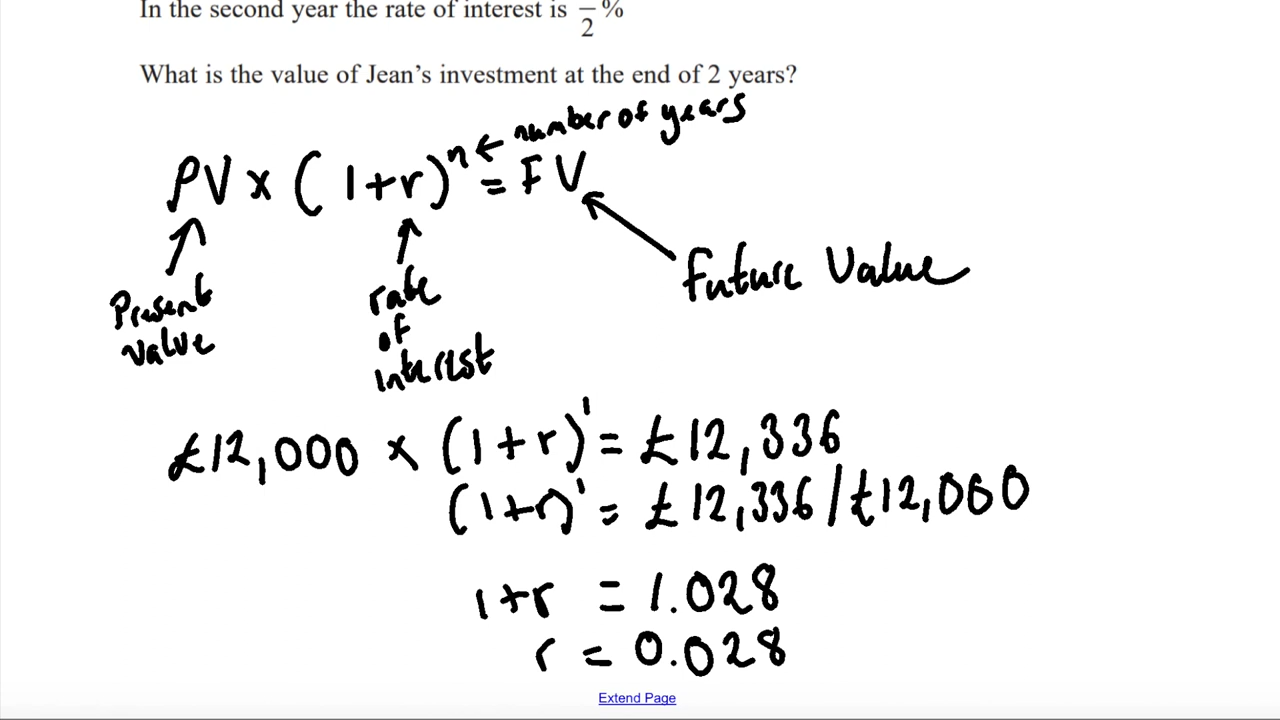 In the second year the rate of interest is —/2 %
What is the value of Jean's investment at the end of 2 years?
number of years
PV x (1+r)^n = FV
Future Value
Present
value
rate
of
interest
£12,000 x (1+r)^1 = £12,336
(1+r)^1 = £12,336/£12,000
1+r = 1.028
r = 0.028
Extend Page